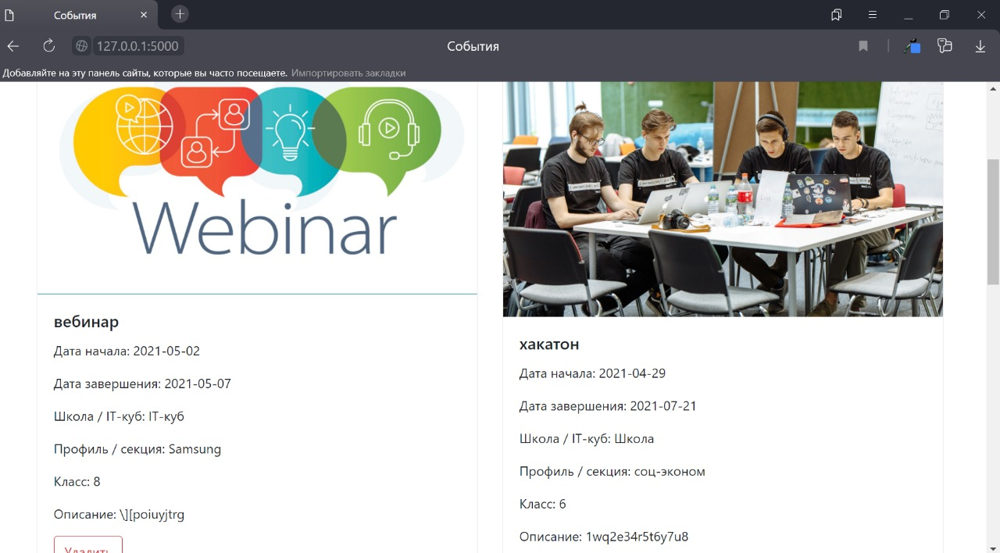 События
127.0.0.1:5000
События
Добавляйте на эту панель сайты, которые вы часто посещаете. Импортировать закладки
Webinar
вебинар
Дата начала: 2021-05-02
Дата завершения: 2021-05-07
Школа / IT-куб: IT-куб
Профиль / секция: Samsung
Класс: 8
Описание: \][poiuyjtrg
Удалить
хакатон
Дата начала: 2021-04-29
Дата завершения: 2021-07-21
Школа / IT-куб: Школа
Профиль / секция: соц-эконом
Класс: 6
Описание: 1wq2e34r5t6y7u8